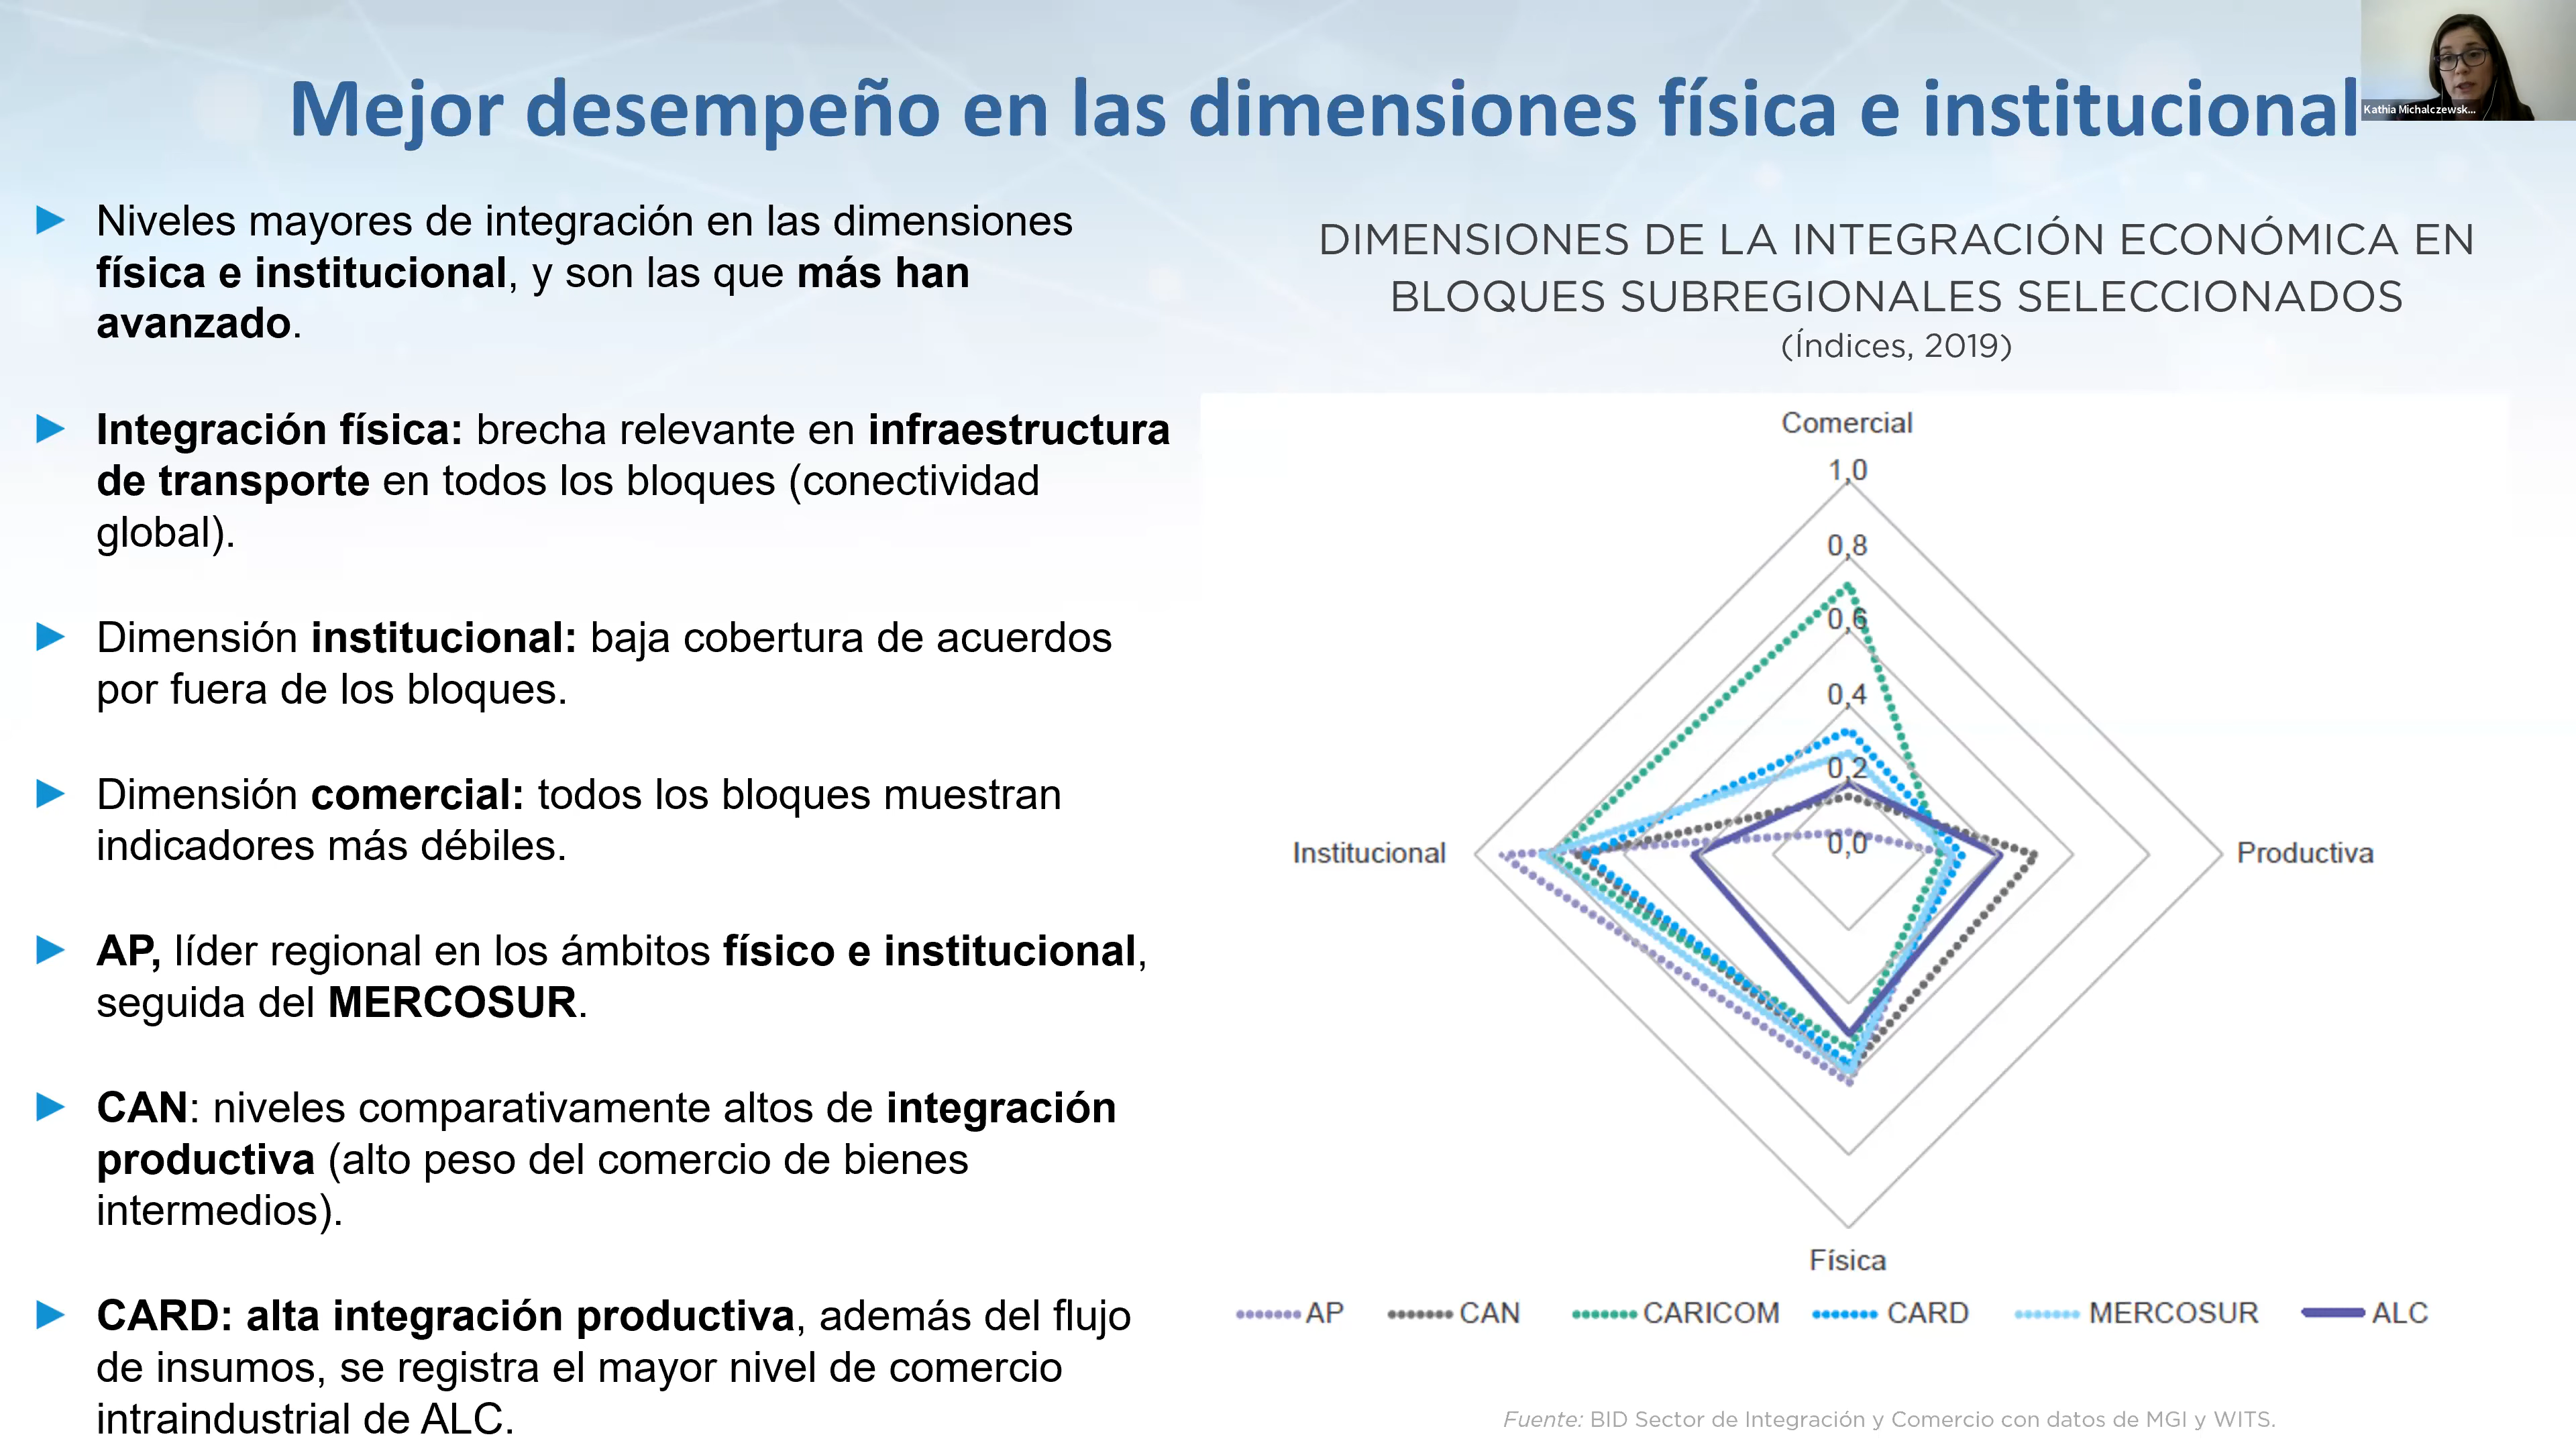 Mejor desempeño en las dimensiones física e institucional
Kathia Michalczewsk...
Niveles mayores de integración en las dimensiones
física e institucional, y son las que más han
avanzado.
Integración física: brecha relevante en infraestructura
de transporte en todos los bloques (conectividad
global).
Dimensión institucional: baja cobertura de acuerdos
por fuera de los bloques.
Dimensión comercial: todos los bloques muestran
indicadores más débiles.
AP, líder regional en los ámbitos físico e institucional,
seguida del MERCOSUR.
CAN: niveles comparativamente altos de integración
productiva (alto peso del comercio de bienes
intermedios).
CARD: alta integración productiva, además del flujo
de insumos, se registra el mayor nivel de comercio
intraindustrial de ALC.
DIMENSIONES DE LA INTEGRACIÓN ECONÓMICA EN
BLOQUES SUBREGIONALES SELECCIONADOS
(Índices, 2019)
Comercial
1,0
0,8
0,6
0,4
0,2
0,0
Institucional
Productiva
Física
AP CAN CARICOM CARD MERCOSUR ALC
Fuente: BID Sector de Integración y Comercio con datos de MGI y WITS.